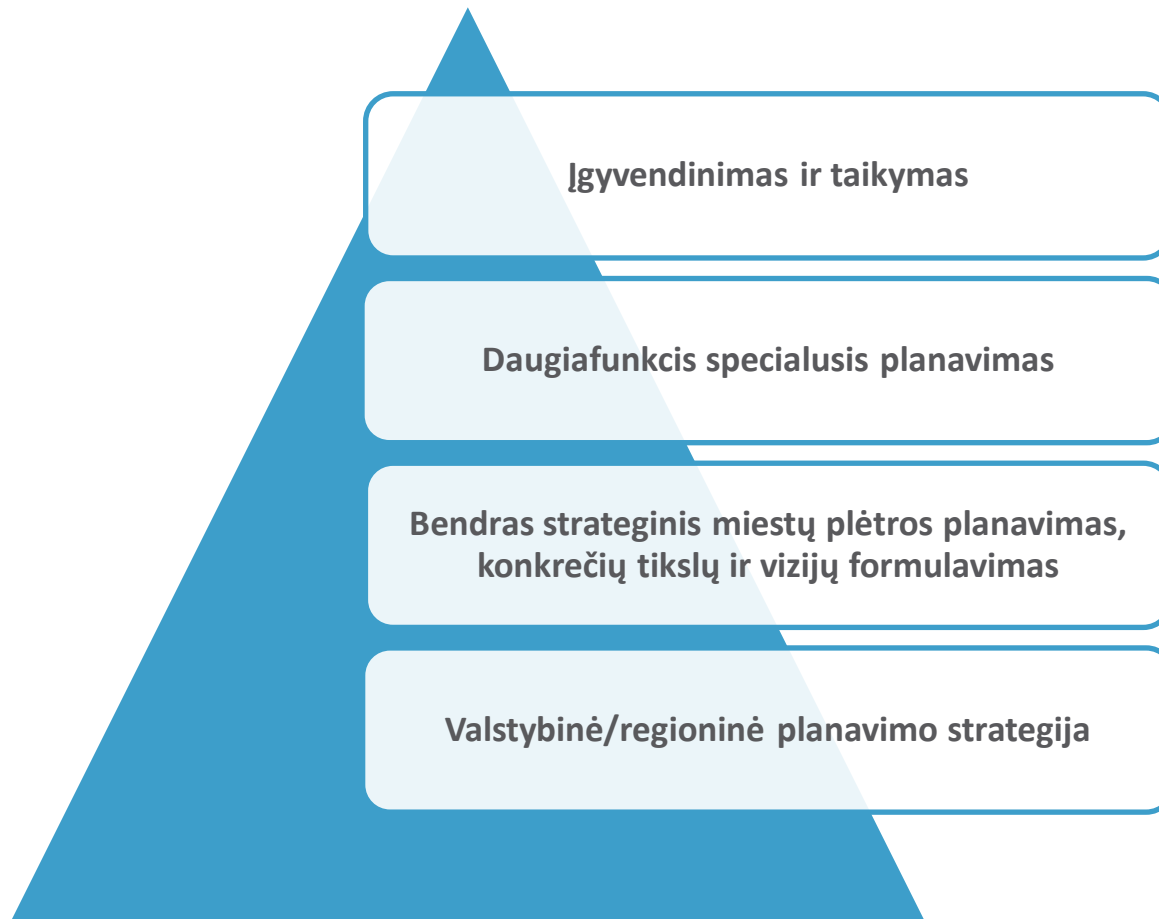 Įgyvendinimas ir taikymas
Daugiafunkcis specialusis planavimas
Bendras strateginis miestų plėtros planavimas,
konkrečių tikslų ir vizijų formulavimas
Valstybinė/regioninė planavimo strategija